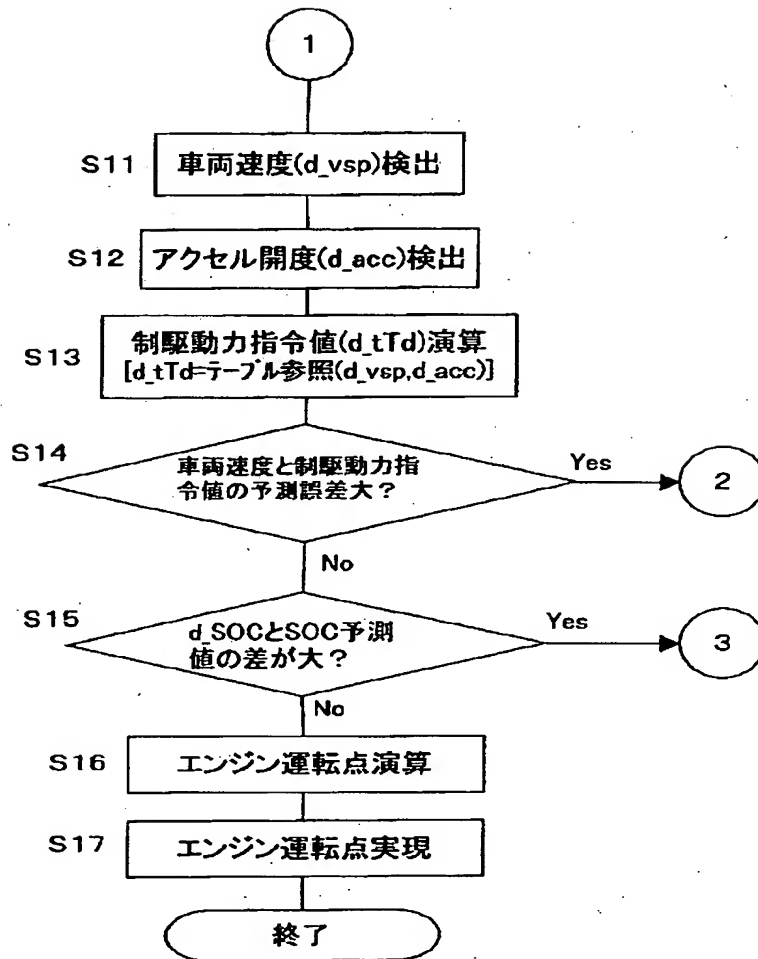 1
S11
車両速度(d_vsp)検出
S12
アクセル開度(d_acc)検出
S13
制駆動力指令値(d_tTd)演算
[d_tTd=テーブル参照(d_vsp,d_acc)]
S14
車両速度と制駆動力指
令値の予測誤差大？
Yes
2
No
S15
d_SOCとSOC予測
値の差が大？
Yes
3
No
S16
エンジン運転点演算
S17
エンジン運転点実現
終了